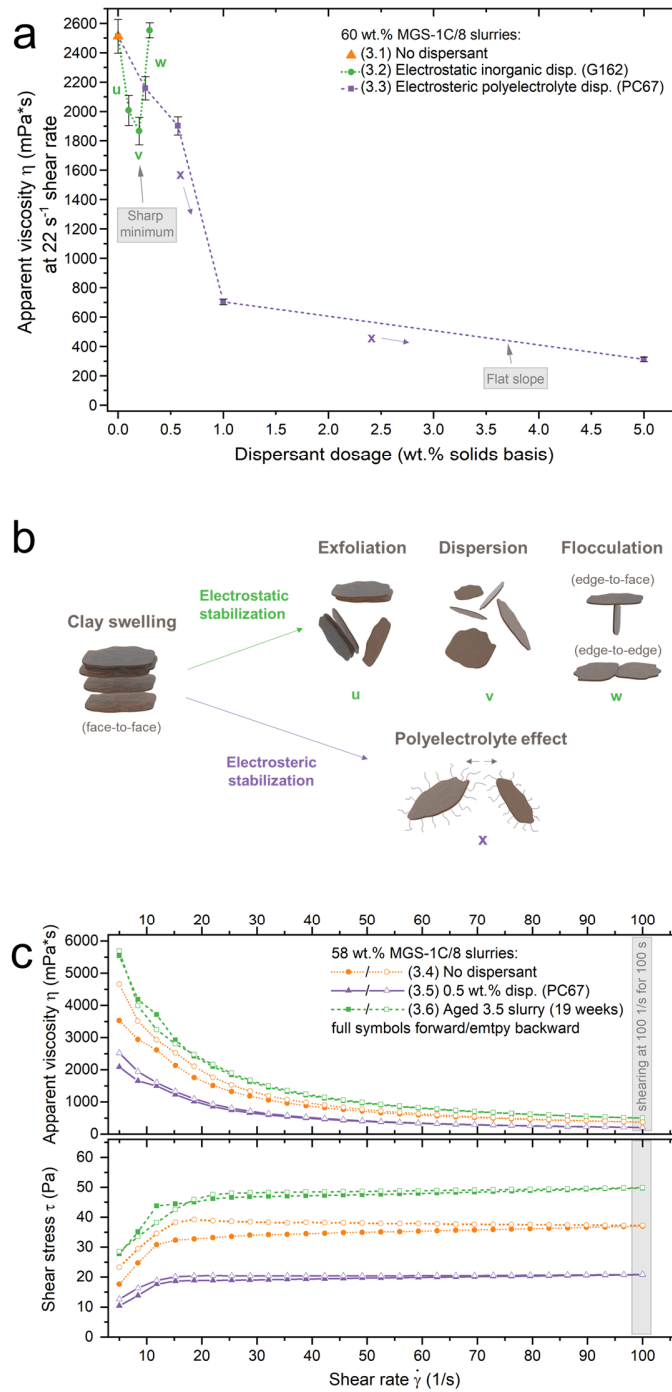 a
60 wt.% MGS-1C/8 slurries:
(3.1) No dispersant
(3.2) Electrostatic inorganic disp. (G162)
(3.3) Electrosteric polyelectrolyte disp. (PC67)
Apparent viscosity η (mPa*s)
at 22 s⁻¹ shear rate
2600
2400
2200
2000
1800
1600
1400
1200
1000
800
600
400
200
0
u
w
v
x
Sharp
minimum
x
Flat slope
0.0 0.5 1.0 1.5 2.0 2.5 3.0 3.5 4.0 4.5 5.0
Dispersant dosage (wt.% solids basis)
b
Exfoliation Dispersion Flocculation
(edge-to-face)
Electrostatic
stabilization
Clay swelling
(edge-to-edge)
(face-to-face)
u v w
Electrosteric
stabilization
Polyelectrolyte effect
x
c
10 20 30 40 50 60 70 80 90 100
58 wt.% MGS-1C/8 slurries:
(3.4) No dispersant
(3.5) 0.5 wt.% disp. (PC67)
(3.6) Aged 3.5 slurry (19 weeks)
full symbols forward/emtpy backward
shearing at 100 1/s for 100 s
Apparent viscosity η (mPa*s)
6000
5000
4000
3000
2000
1000
0
Shear stress τ (Pa)
60
50
40
30
20
10
0
0 10 20 30 40 50 60 70 80 90 100
Shear rate γ̇ (1/s)